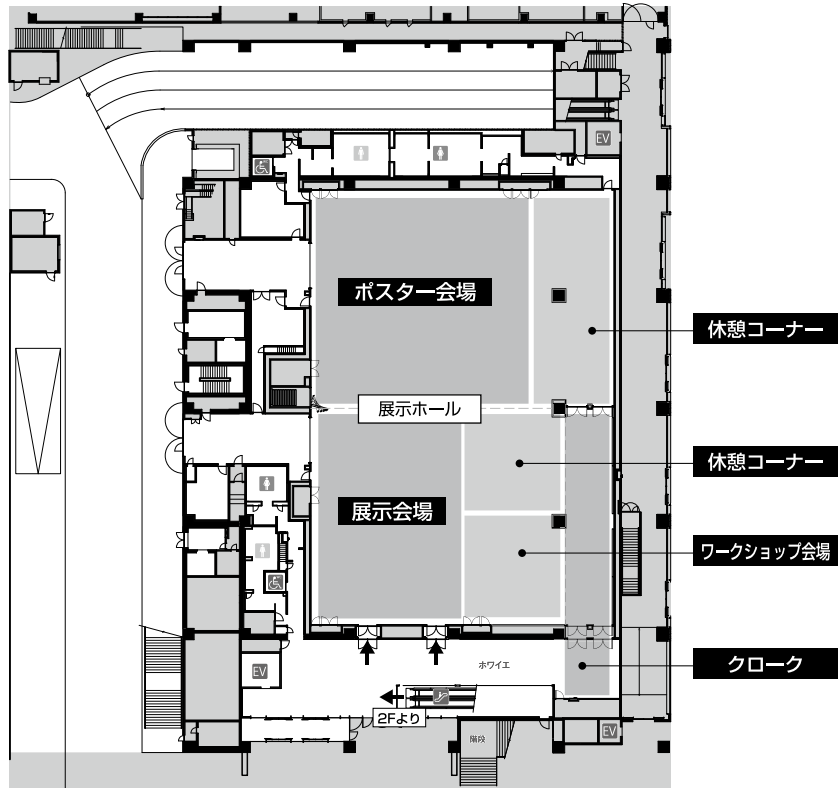 EV
ポスター会場
休憩コーナー
展示ホール
休憩コーナー
展示会場
ワークショップ会場
ホワイエ
クローク
EV
2Fより
階段
EV